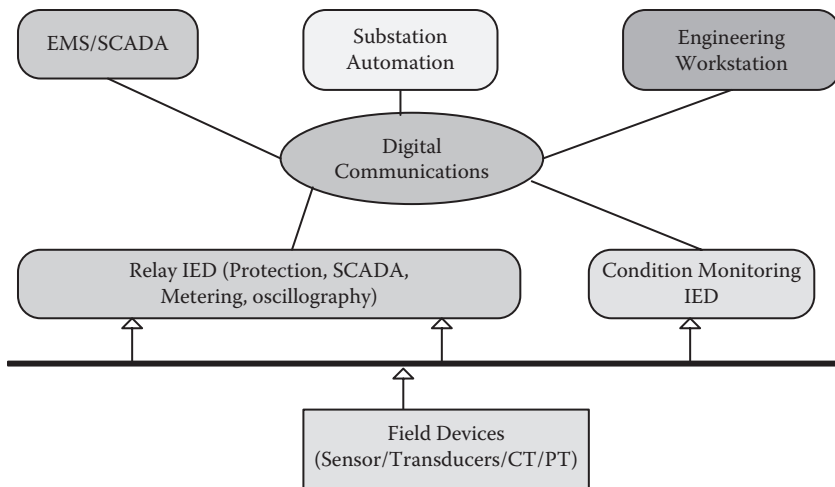 EMS/SCADA
Substation
Automation
Engineering
Workstation
Digital
Communications
Relay IED (Protection, SCADA,
Metering, oscillography)
Condition Monitoring
IED
Field Devices
(Sensor/Transducers/CT/PT)